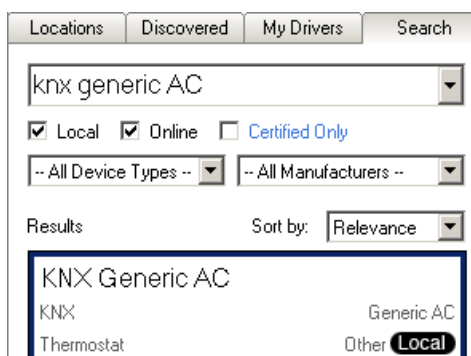 Locations Discovered My Drivers Search
knx generic AC
Local Online Certified Only
-- All Device Types -- -- All Manufacturers --
Results Sort by: Relevance
KNX Generic AC
KNX Generic AC
Thermostat Other Local